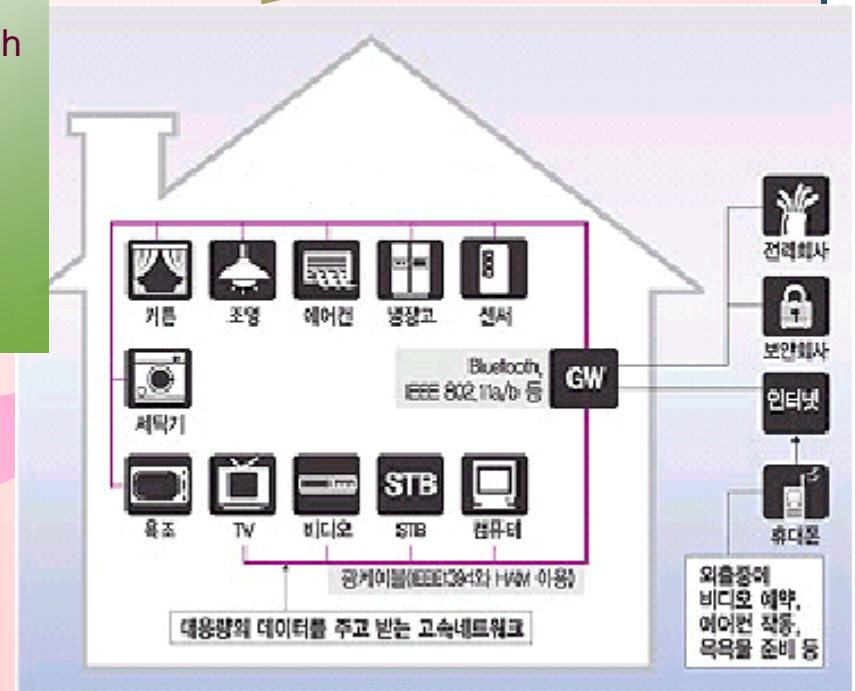 h
전력회사
커튼
조명
에어컨
냉장고
센서
보안회사
Bluetooth,
IEEE 802.11a/b 등
GW
인터넷
세탁기
STB
욕조
TV
비디오
STB
컴퓨터
휴대폰
광케이블(IEEE1394와 HAVi 이용)
대용량의 데이터를 주고 받는 고속네트워크
외출중에
비디오 예약,
에어컨 작동,
목욕물 준비 등